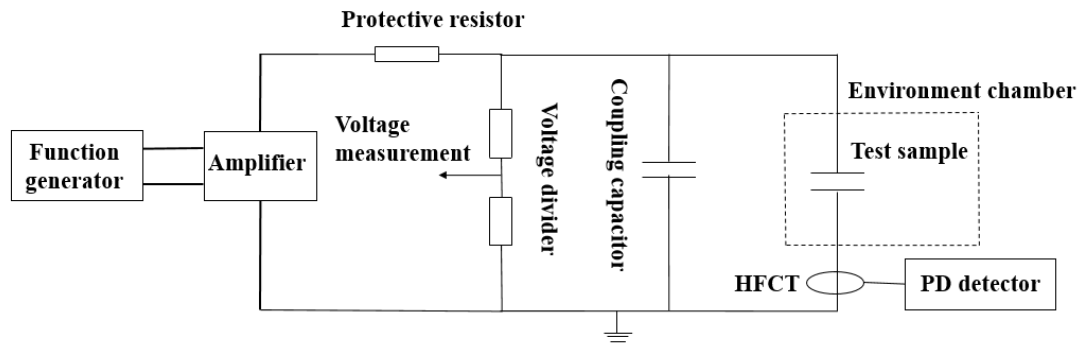 Protective resistor
Function
generator
Amplifier
Voltage
measurement
Voltage divider
Coupling capacitor
Environment chamber
Test sample
HFCT
PD detector